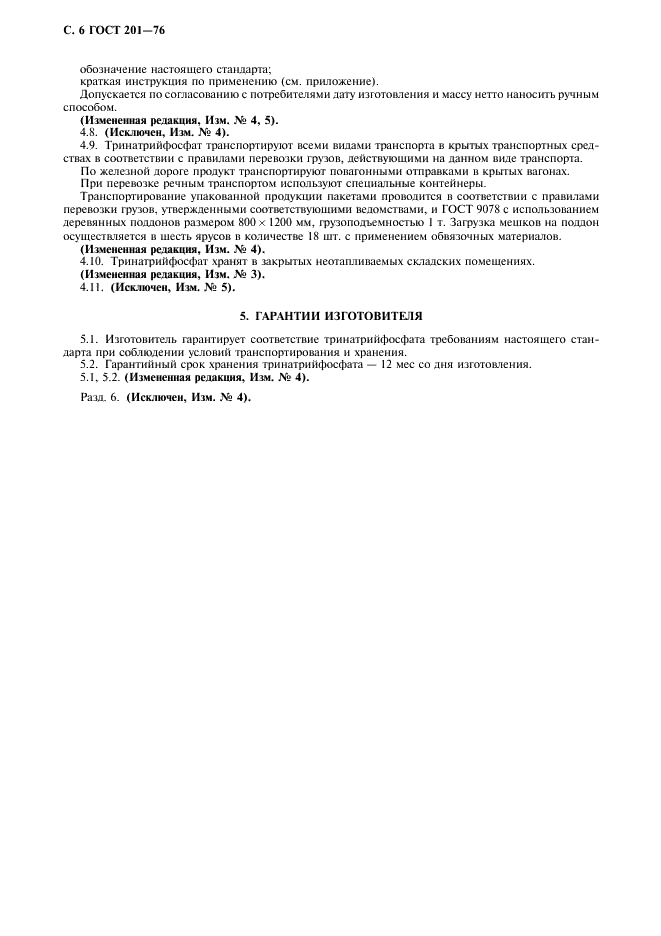 С. 6 ГОСТ 201—76
обозначение настоящего стандарта;
краткая инструкция по применению (см. приложение).
Допускается по согласованию с потребителями дату изготовления и массу нетто наносить ручным
способом.
(Измененная редакция, Изм. № 4, 5).
4.8. (Исключен, Изм. № 4).
4.9. Тринатрийфосфат транспортируют всеми видами транспорта в крытых транспортных сред-
ствах в соответствии с правилами перевозки грузов, действующими на данном виде транспорта.
По железной дороге продукт транспортируют повагонными отправками в крытых вагонах.
При перевозке речным транспортом используют специальные контейнеры.
Транспортирование упакованной продукции пакетами проводится в соответствии с правилами
перевозки грузов, утвержденными соответствующими ведомствами, и ГОСТ 9078 с использованием
деревянных поддонов размером 800 × 1200 мм, грузоподъемностью 1 т. Загрузка мешков на поддон
осуществляется в шесть ярусов в количестве 18 шт. с применением обвязочных материалов.
(Измененная редакция, Изм. № 4).
4.10. Тринатрийфосфат хранят в закрытых неотапливаемых складских помещениях.
(Измененная редакция, Изм. № 3).
4.11. (Исключен, Изм. № 5).
5. ГАРАНТИИ ИЗГОТОВИТЕЛЯ
5.1. Изготовитель гарантирует соответствие тринатрийфосфата требованиям настоящего стан-
дарта при соблюдении условий транспортирования и хранения.
5.2. Гарантийный срок хранения тринатрийфосфата — 12 мес со дня изготовления.
5.1, 5.2. (Измененная редакция, Изм. № 4).
Разд. 6. (Исключен, Изм. № 4).